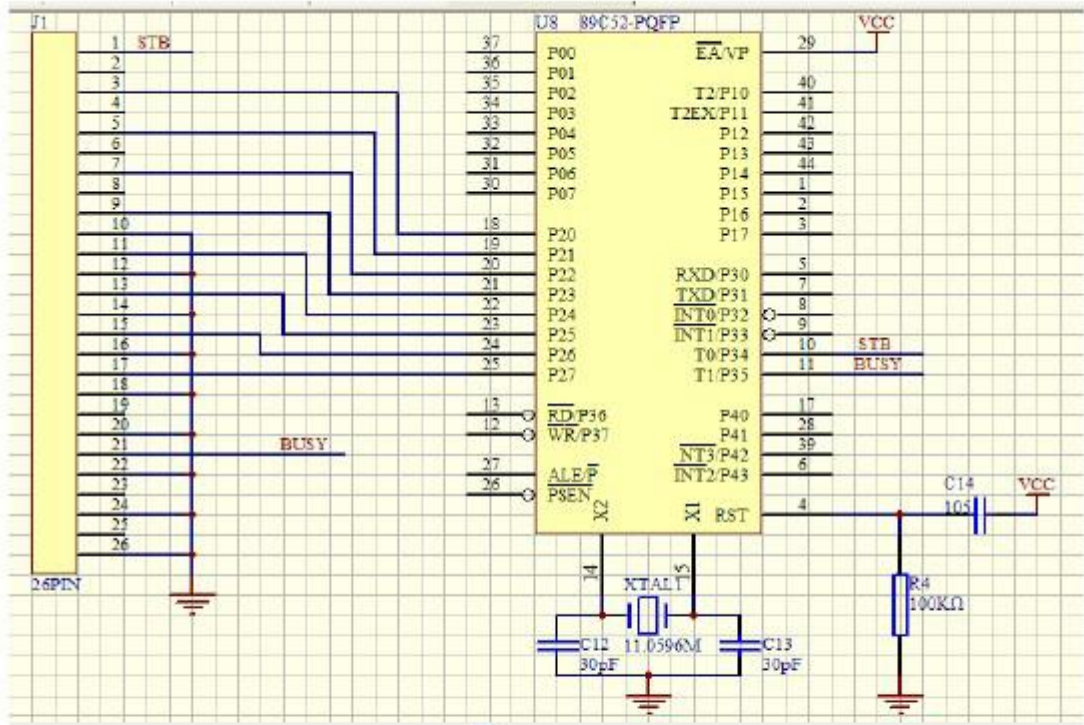 J1
1 STB
2
3
4
5
6
7
8
9
10
11
12
13
14
15
16
17
18
19
20
21 BUSY
22
23
24
25
26
26PIN
U8 89C52-PQFP
37 P00
36 P01
35 P02
34 P03
33 P04
32 P05
31 P06
30 P07
18 P20
19 P21
20 P22
21 P23
22 P24
23 P25
24 P26
25 P27
13 RD/P36
12 WR/P37
27 ALE/P
26 PSEN
EA/VP 29 VCC
T2/P10 40
T2EX/P11 41
P12 42
P13 43
P14 44
P15 1
P16 2
P17 3
RXD/P30 5
TXD/P31 7
INT0/P32 8
INT1/P33 9
T0/P34 10 STB
T1/P35 11 BUSY
P40 17
P41 28
NT3/P42 39
INT2/P43 6
RST 4
X2 X1
14 15
C14 VCC
105
R4
100KΩ
XTAL1
11.0596M
C12
30pF
C13
30pF